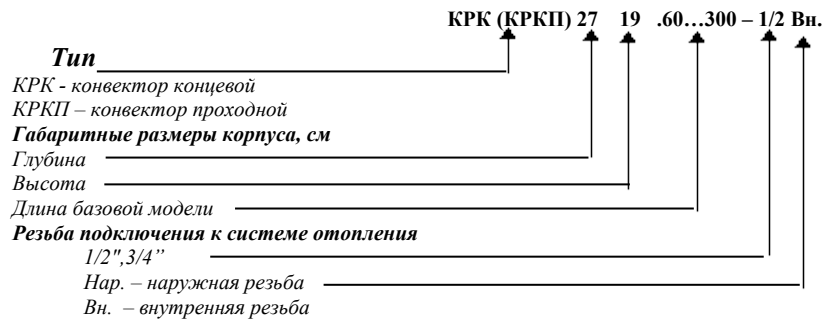 КРК (КРКП) 27 19 .60…300 – 1/2 Вн.
Тип
КРК - конвектор концевой
КРКП – конвектор проходной
Габаритные размеры корпуса, см
Глубина
Высота
Длина базовой модели
Резьба подключения к системе отопления
1/2",3/4”
Нар. – наружная резьба
Вн. – внутренняя резьба